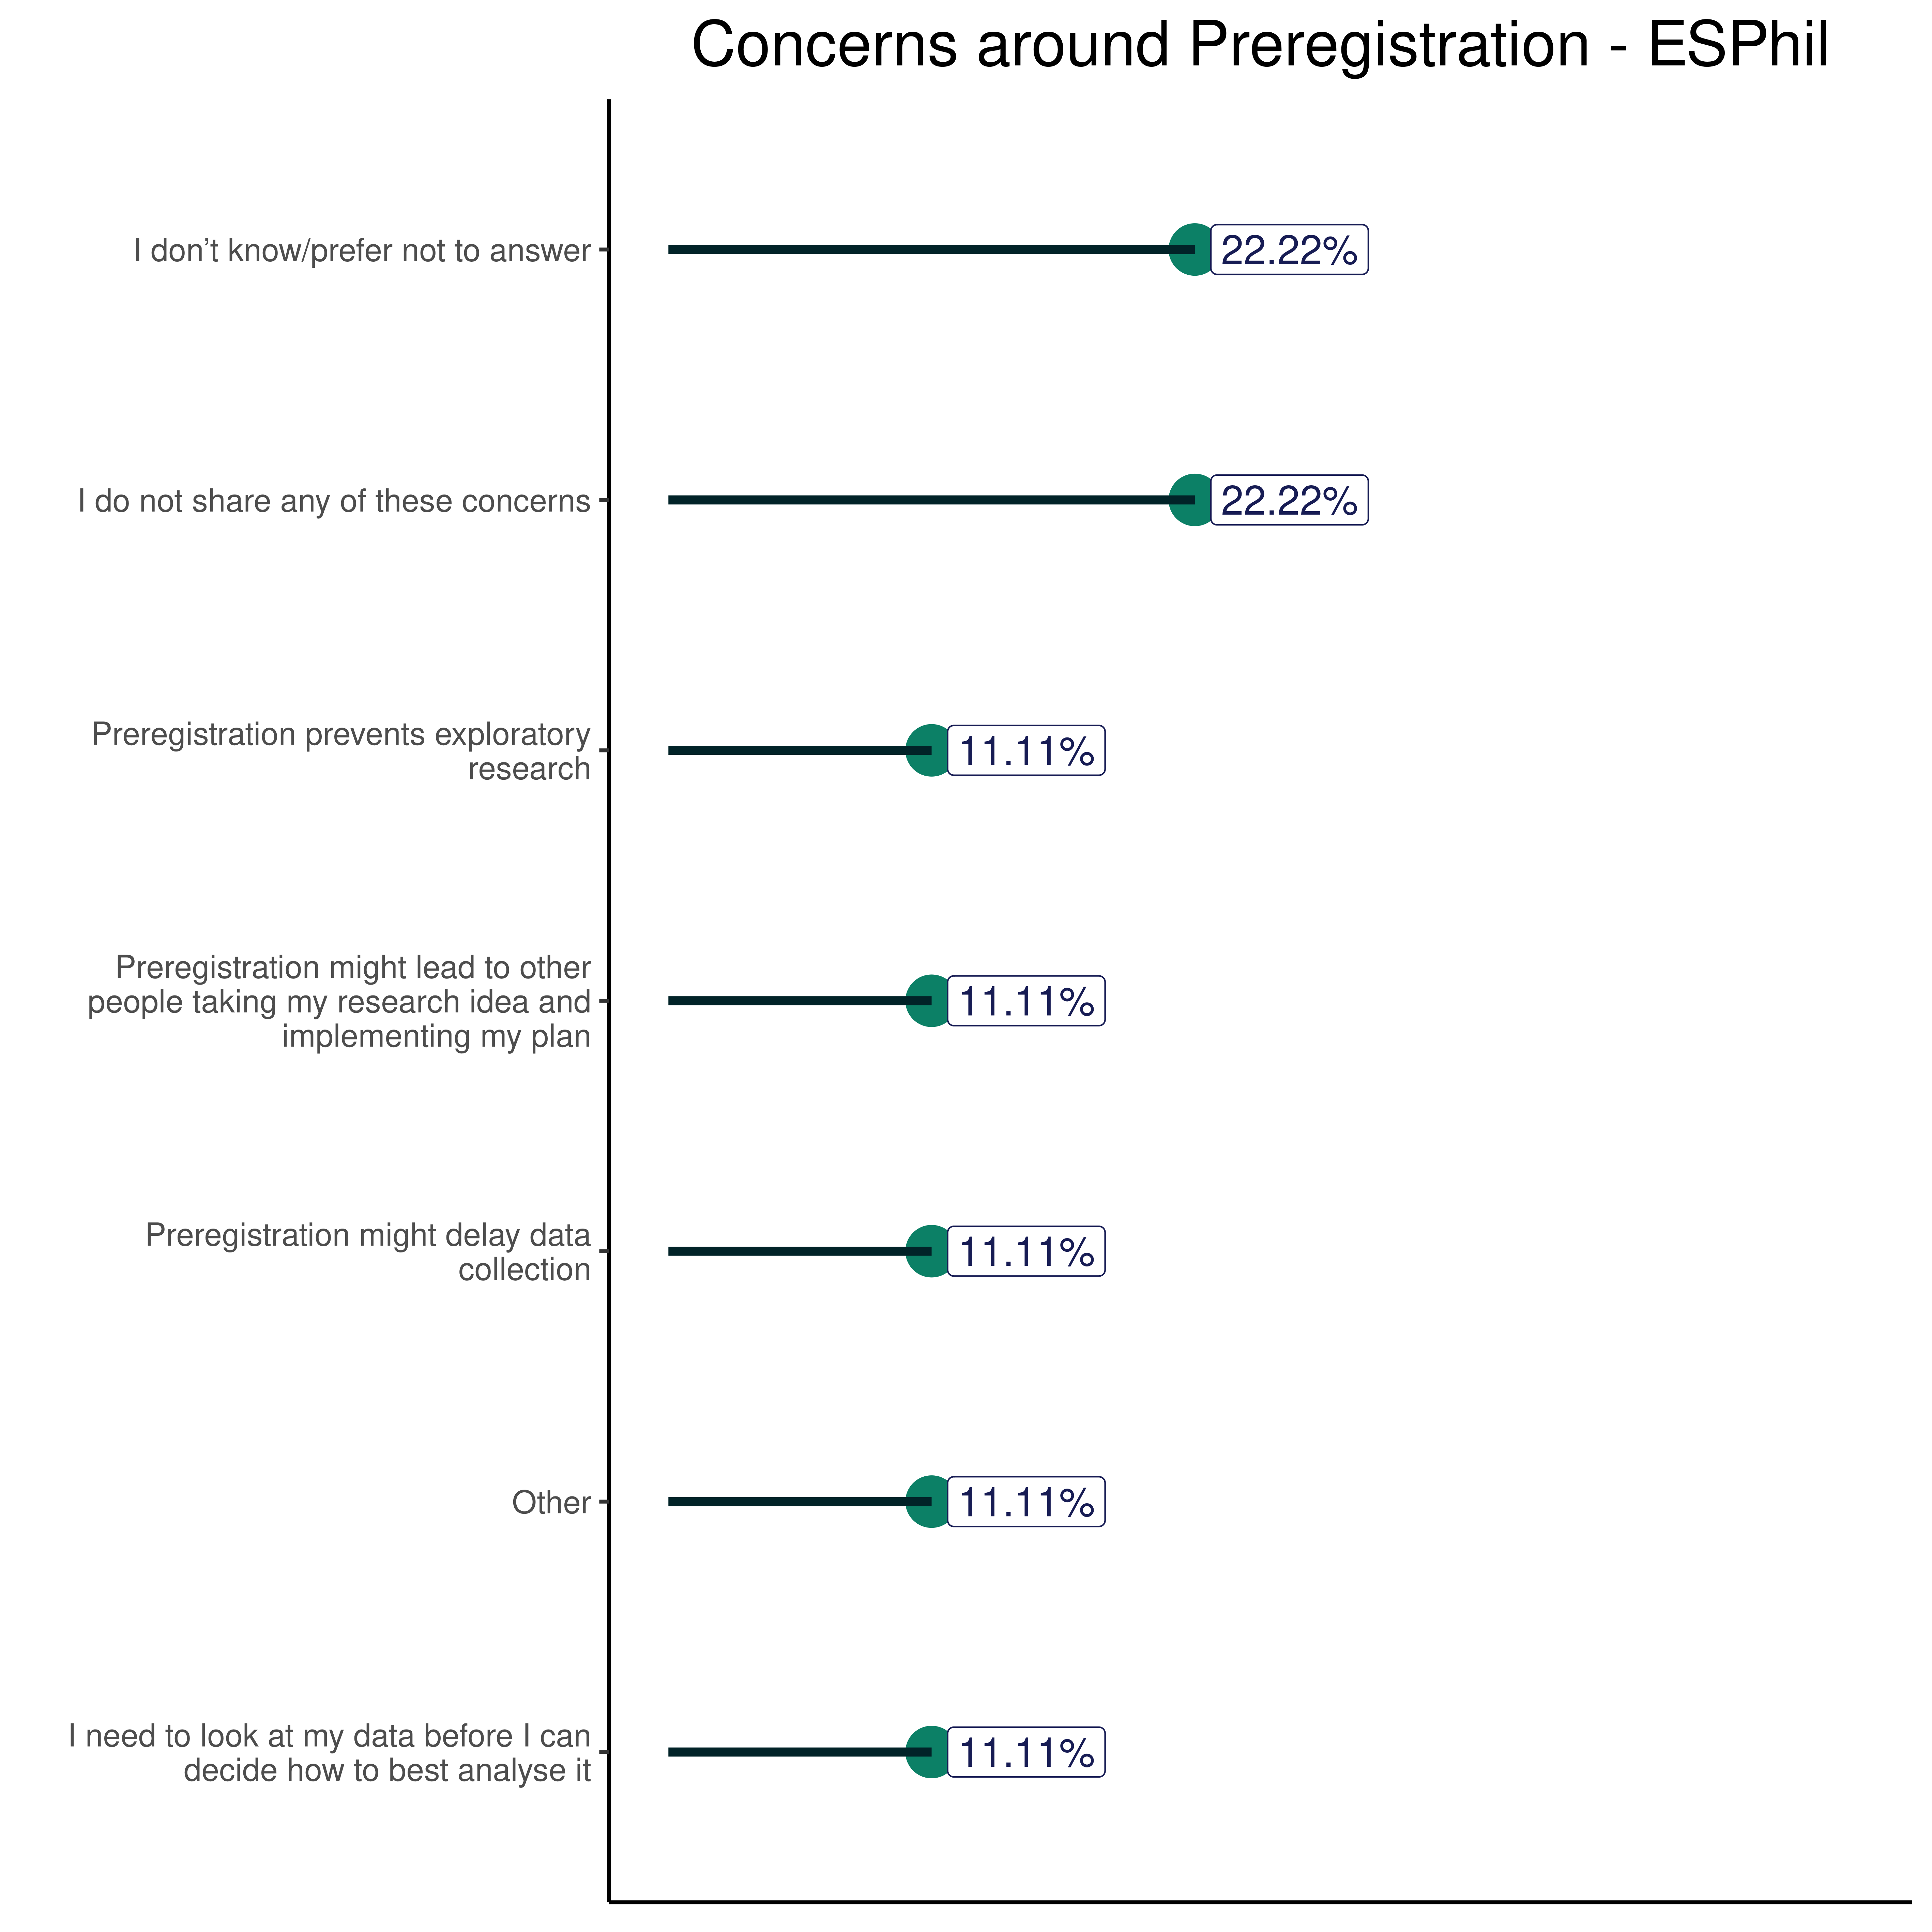 Concerns around Preregistration - ESPhil
I don’t know/prefer not to answer
22.22%
I do not share any of these concerns
22.22%
Preregistration prevents exploratory
research
11.11%
Preregistration might lead to other
people taking my research idea and
implementing my plan
11.11%
Preregistration might delay data
collection
11.11%
Other
11.11%
I need to look at my data before I can
decide how to best analyse it
11.11%